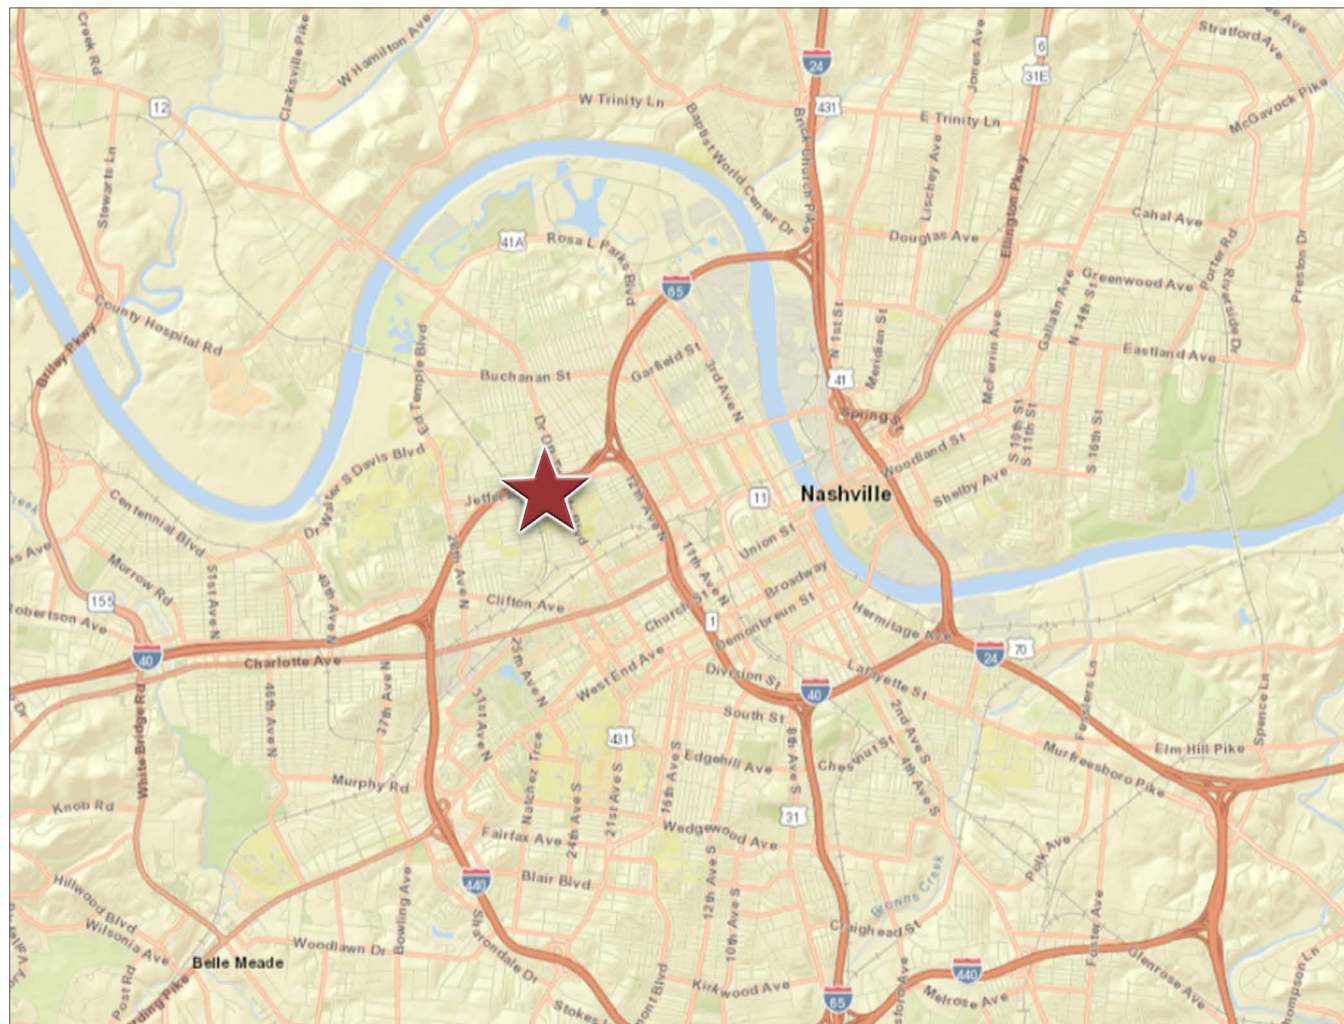 Creek Rd
Clarksville Pike
W Hamilton Ave
24
6
31E
Jones Ave
Stratford Ave
McGavock Pike
12
W Trinity Ln
431
E Trinity Ln
Baptist World Center Dr
Brick Church Pike
Lischey Ave
Ellington Pkwy
Stewarts Ln
Cahal Ave
41A
Rosa L Parks Blvd
Douglas Ave
Porter Rd
Riverside Dr
Preston Dr
65
Greenwood Ave
Gallatin Ave
N 14th St
County Hospital Rd
Briley Pkwy
N 1st St
Meridian St
McFerrin Ave
Eastland Ave
Ed Temple Blvd
Buchanan St
Garfield St
3rd Ave N
41
Spring St
S 10th St
S 11th St
S 16th St
Woodland St
Dr Walter S Davis Blvd
Shelby Ave
11
Nashville
12th Ave N
Creek
Centennial Blvd
Union St
Morrow Rd
51st Ave N
40th Ave N
28th Ave N
11th Ave N
Broadway
155
Robertson Ave
Clifton Ave
Church St
1
Demonbreun St
Hermitage Ave
40
Charlotte Ave
25th Ave N
West End Ave
Division St
Lafayette St
24
70
Fesslers Ln
Spence Ln
46th Ave N
37th Ave N
31st Ave N
40
White Bridge Rd
South St
2nd Ave S
431
8th Ave S
Chestnut St
4th Ave S
Edgehill Ave
Murfreesboro Pike
Elm Hill Pike
Murphy Rd
Natchez Trce
24th Ave S
21st Ave S
15th Ave S
Knob Rd
31
Fairfax Ave
Wedgewood Ave
Polk Ave
440
Blair Blvd
12th Ave S
10th Ave S
Browns Creek
Hillwood Blvd
Wilsonia Ave
Bowling Ave
Sharondale Dr
Craighead St
Foster Ave
Glenrose Ave
Woodlawn Dr
Belle Meade
Post Rd
Kirkwood Ave
440
Melrose Ave
65